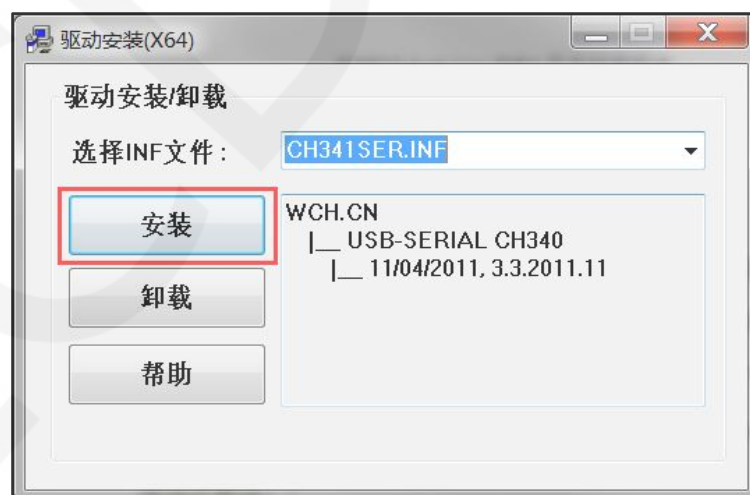 驱动安装(X64)
驱动安装/卸载
选择INF文件:
CH341SER.INF
安装
WCH.CN
|__ USB-SERIAL CH340
|__ 11/04/2011, 3.3.2011.11
卸载
帮助